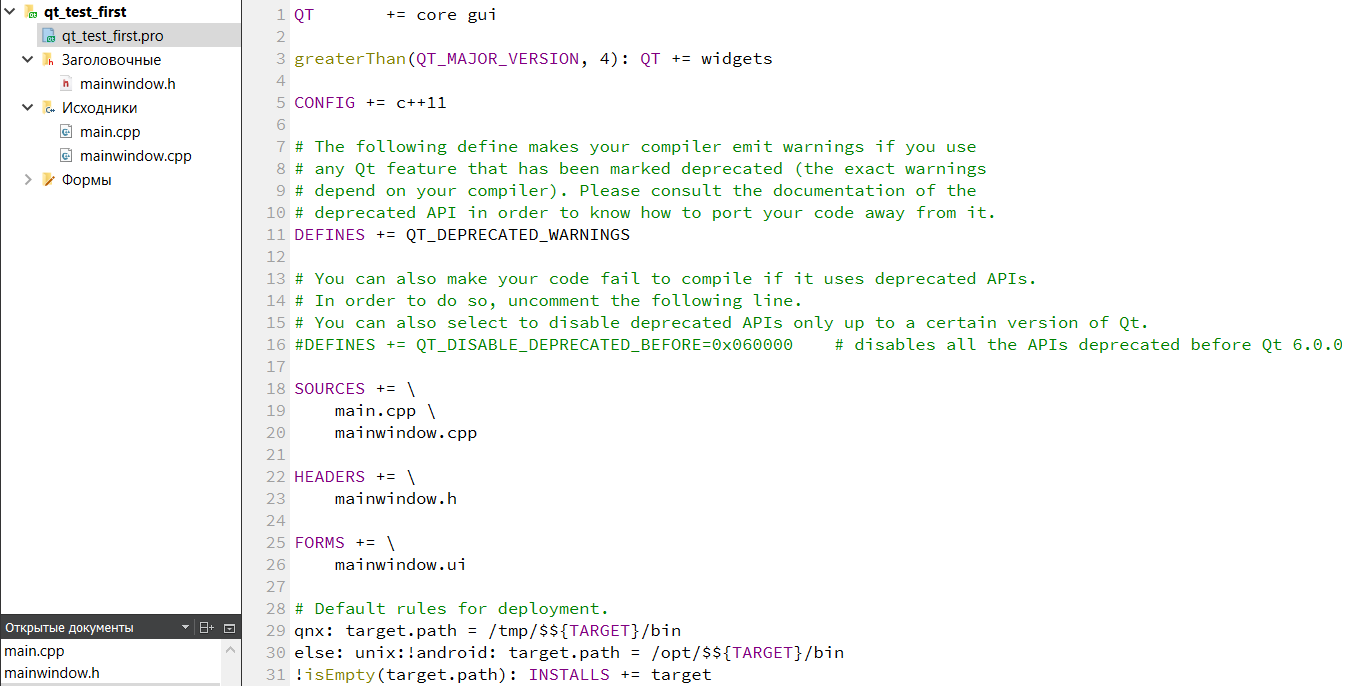 qt_test_first
qt_test_first.pro
Заголовочные
mainwindow.h
Исходники
main.cpp
mainwindow.cpp
Формы
Открытые документы
main.cpp
mainwindow.h
1 QT       += core gui
2
3 greaterThan(QT_MAJOR_VERSION, 4): QT += widgets
4
5 CONFIG += c++11
6
7 # The following define makes your compiler emit warnings if you use
8 # any Qt feature that has been marked deprecated (the exact warnings
9 # depend on your compiler). Please consult the documentation of the
10 # deprecated API in order to know how to port your code away from it.
11 DEFINES += QT_DEPRECATED_WARNINGS
12
13 # You can also make your code fail to compile if it uses deprecated APIs.
14 # In order to do so, uncomment the following line.
15 # You can also select to disable deprecated APIs only up to a certain version of Qt.
16 #DEFINES += QT_DISABLE_DEPRECATED_BEFORE=0x060000    # disables all the APIs deprecated before Qt 6.0.0
17
18 SOURCES += \
19     main.cpp \
20     mainwindow.cpp
21
22 HEADERS += \
23     mainwindow.h
24
25 FORMS += \
26     mainwindow.ui
27
28 # Default rules for deployment.
29 qnx: target.path = /tmp/$${TARGET}/bin
30 else: unix:!android: target.path = /opt/$${TARGET}/bin
31 !isEmpty(target.path): INSTALLS += target